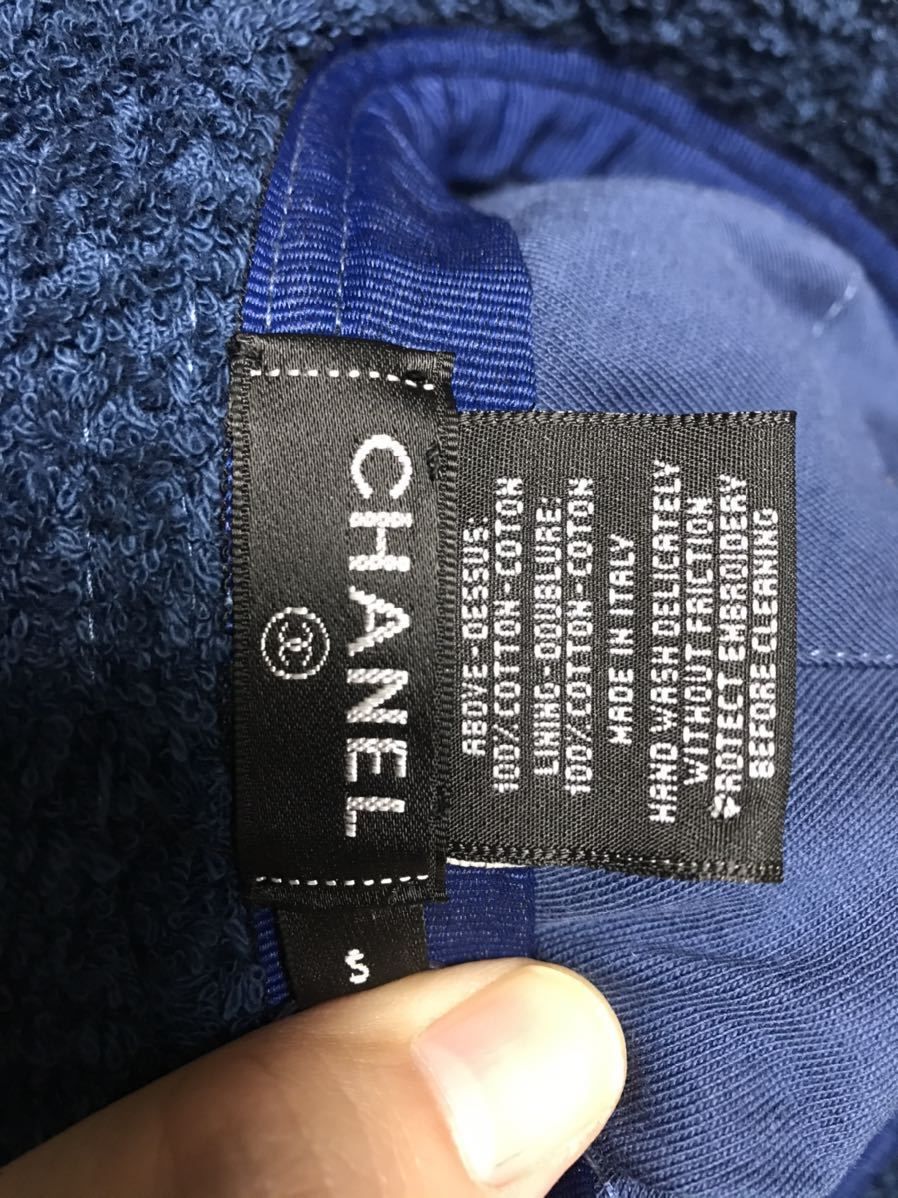 CHANEL
S
ABOVE-DESSUS:
100/.COTTON-COTON
LINING-DOUBLURE:
100/.COTTON-COTON
MADE IN ITALY
HAND WASH DELICATELY
WITHOUT FRICTION
PROTECT EMBROIDERY
BEFORE CLEANING